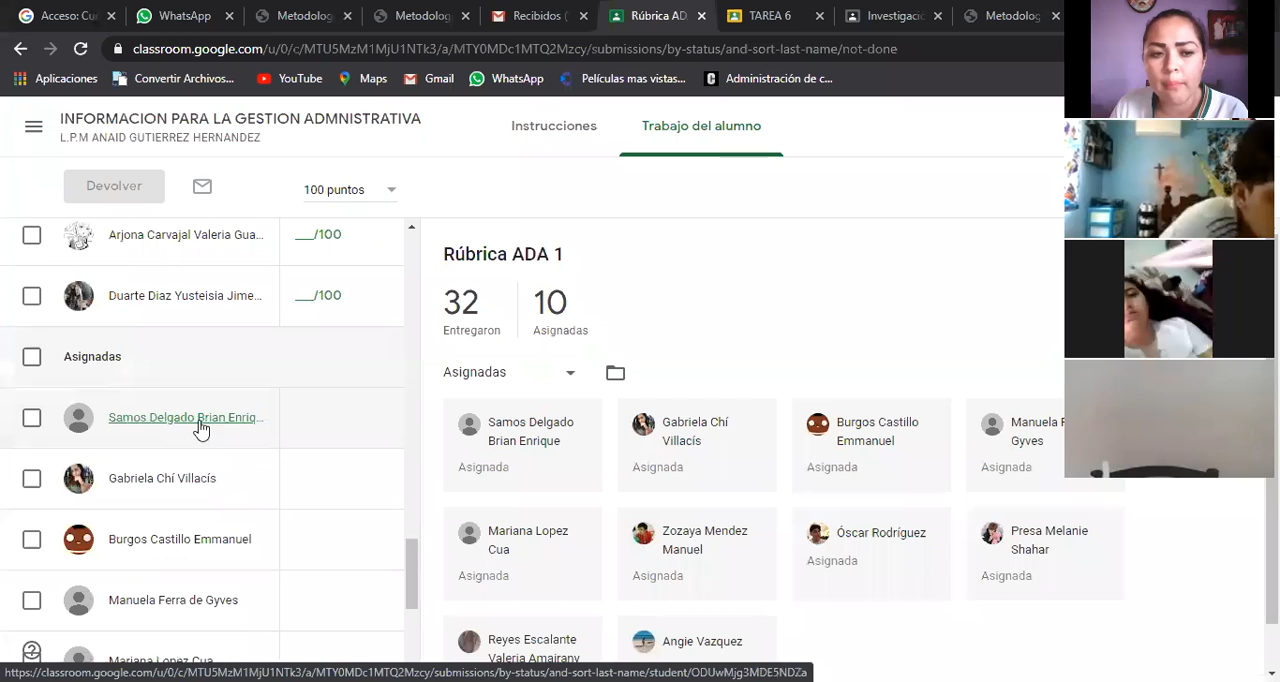 Acceso: Cu
WhatsApp
Metodolog
Metodolog
Recibidos (
Rúbrica AD
TAREA 6
Investigaci
Metodolog
classroom.google.com/u/0/c/MTU5MzM1MjU1NTk3/a/MTY0MDc1MTQ2Mzcy/submissions/by-status/and-sort-last-name/not-done
Aplicaciones
Convertir Archivos...
YouTube
Maps
Gmail
WhatsApp
Películas mas vistas...
Administración de c...
INFORMACION PARA LA GESTION ADMNISTRATIVA
L.P.M ANAID GUTIERREZ HERNANDEZ
Instrucciones
Trabajo del alumno
Devolver
100 puntos
Arjona Carvajal Valeria Gua...
__/100
Duarte Diaz Yusteisia Jime...
__/100
Asignadas
Samos Delgado Brian Enriq...
Gabriela Chí Villacís
Burgos Castillo Emmanuel
Manuela Ferra de Gyves
Mariana Lopez Cua
Rúbrica ADA 1
32
Entregaron
10
Asignadas
Asignadas
Samos Delgado
Brian Enrique
Asignada
Gabriela Chí
Villacís
Asignada
Burgos Castillo
Emmanuel
Asignada
Manuela F
Gyves
Asignada
Mariana Lopez
Cua
Asignada
Zozaya Mendez
Manuel
Asignada
Óscar Rodríguez
Asignada
Presa Melanie
Shahar
Asignada
Reyes Escalante
Valeria Amairany
Angie Vazquez
https://classroom.google.com/u/0/c/MTU5MzM1MjU1NTk3/a/MTY0MDc1MTQ2Mzcy/submissions/by-status/and-sort-last-name/student/ODUwMjg3MDE5NDZa